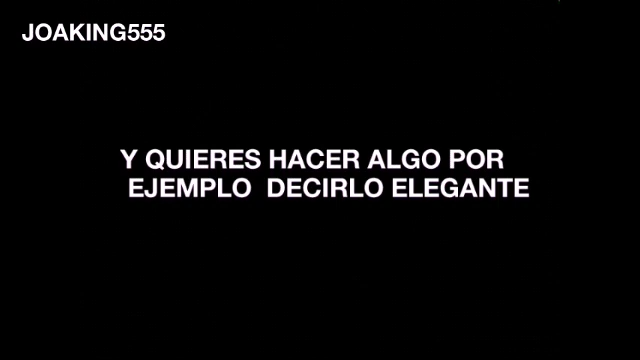 JOAKING555
Y QUIERES HACER ALGO POR
EJEMPLO  DECIRLO ELEGANTE